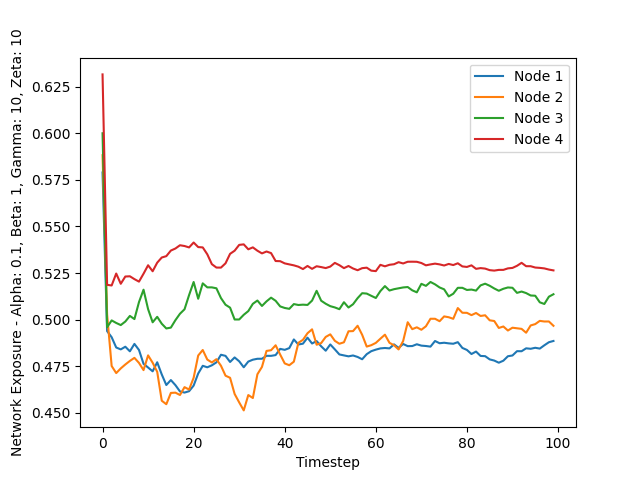 Network Exposure - Alpha: 0.1, Beta: 1, Gamma: 10, Zeta: 10
0.625
0.600
0.575
0.550
0.525
0.500
0.475
0.450
Node 1
Node 2
Node 3
Node 4
0
20
40
60
80
100
Timestep